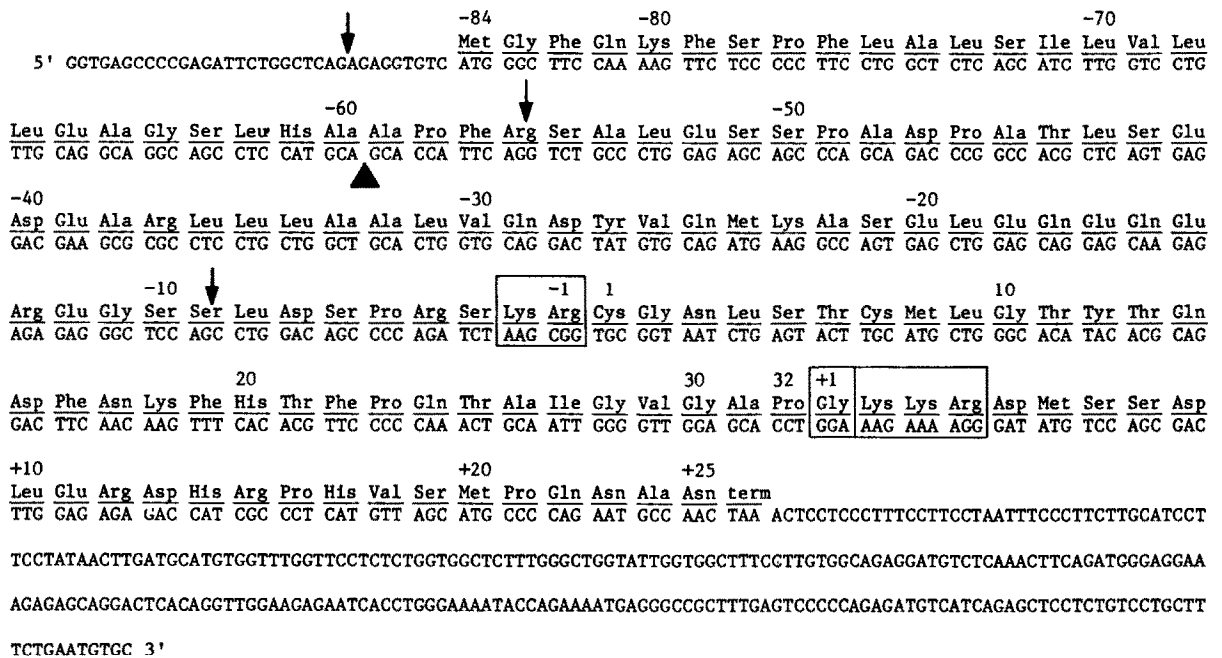 -84 -80 -70
Met Gly Phe Gln Lys Phe Ser Pro Phe Leu Ala Leu Ser Ile Leu Val Leu
5' GGTGAGCCCCGAGATTCTGGCTCAGAGAGGTGTC ATG GGC TTC CAA AAG TTC TCC CCC TTC CTG GCT CTC AGC ATC TTG GTC CTG
-60 -50
Leu Glu Ala Gly Ser Leu His Ala Ala Pro Phe Arg Ser Ala Leu Glu Ser Ser Pro Ala Asp Pro Ala Thr Leu Ser Glu
TTG CAG GCA GGC AGC CTC CAT GCA GCA CCA TTC AGG TCT GCC CTG GAG AGC AGC CCA GCA GAC CCG GCC ACG CTC AGT GAG
-40 -30 -20
Asp Glu Ala Arg Leu Leu Leu Ala Ala Leu Val Gln Asp Tyr Val Gln Met Lys Ala Ser Glu Leu Glu Gln Glu Gln Glu
GAC GAA GCG CGC CTC CTG CTG GCT GCA CTG GTG CAG GAC TAT GTG CAG ATG AAG GCC AGT GAG CTG GAG CAG GAG CAA GAG
-10 -1 1 10
Arg Glu Gly Ser Ser Leu Asp Ser Pro Arg Ser Lys Arg Cys Gly Asn Leu Ser Thr Cys Met Leu Gly Thr Tyr Thr Gln
AGA GAG GGC TCC AGC CTG GAC AGC CCC AGA TCT AAG CGG TGC GGT AAT CTG AGT ACT TGC ATG CTG GGC ACA TAC ACG CAG
20 30 32 +1
Asp Phe Asn Lys Phe His Thr Phe Pro Gln Thr Ala Ile Gly Val Gly Ala Pro Gly Lys Lys Arg Asp Met Ser Ser Asp
GAC TTC AAC AAG TTT CAC ACG TTC CCC CAA ACT GCA ATT GGG GTT GGA GCA CCT GGA AAG AAA AGG GAT ATG TCC AGC GAC
+10 +20 +25
Leu Glu Arg Asp His Arg Pro His Val Ser Met Pro Gln Asn Ala Asn term
TTG GAG AGA GAC CAT CGC CCT CAT GTT AGC ATG CCC CAG AAT GCC AAC TAA ACTCCTCCCTTTCCTTCCTAATTTCCCTTCTTGCATCCT
TCCTATAACTTGATGCATGTGGTTTGGTTCCTCTCTGGTGGCTCTTTGGGCTGGTATTGGTGGCTTTCCTTGTGGCAGAGGATGTCTCAAACTTCAGATGGGAGGAA
AGAGAGCAGGACTCACAGGTTGGAAGAGAATCACCTGGGAAAATACCAGAAAATGAGGGCCGCTTTGAGTCCCCCAGAGATGTCATCAGAGCTCCTCTGTCCTGCTT
TCTGAATGTGC 3'